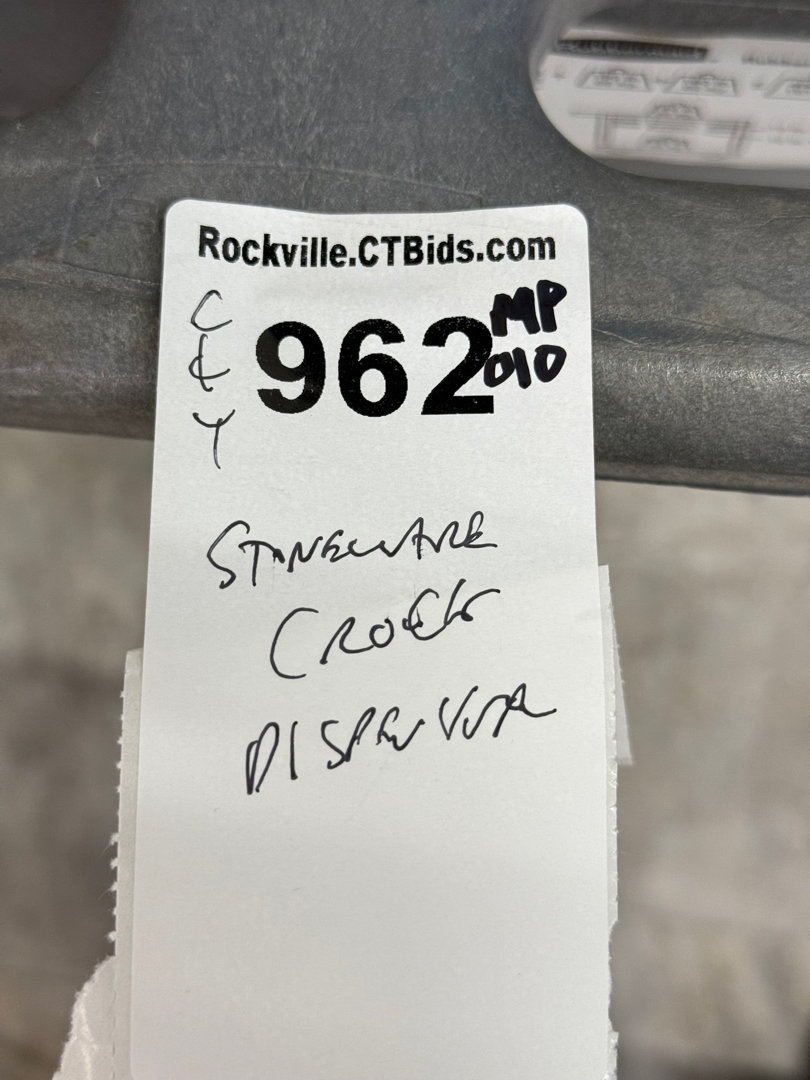 Rockville.CTBids.com
C
&
Y
962
MP
010
STONEWARE
CROCK
DISPENSER